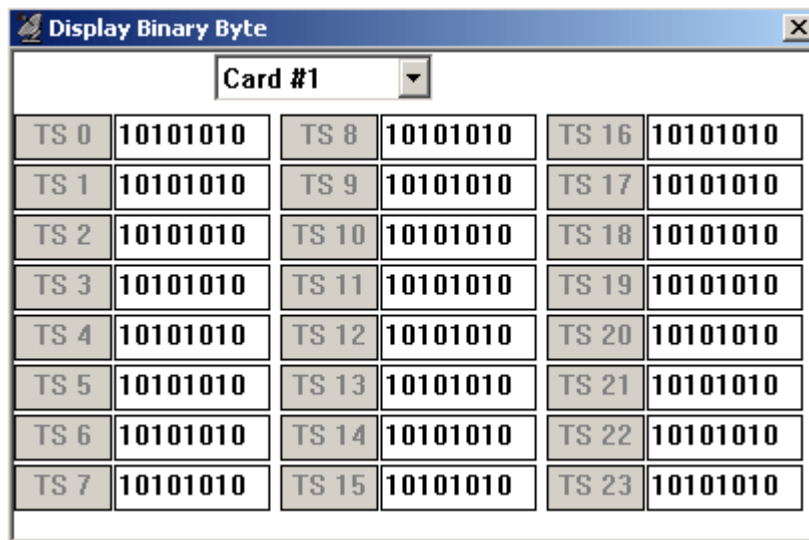 Display Binary Byte
Card #1
TS 0 10101010 TS 8 10101010 TS 16 10101010
TS 1 10101010 TS 9 10101010 TS 17 10101010
TS 2 10101010 TS 10 10101010 TS 18 10101010
TS 3 10101010 TS 11 10101010 TS 19 10101010
TS 4 10101010 TS 12 10101010 TS 20 10101010
TS 5 10101010 TS 13 10101010 TS 21 10101010
TS 6 10101010 TS 14 10101010 TS 22 10101010
TS 7 10101010 TS 15 10101010 TS 23 10101010